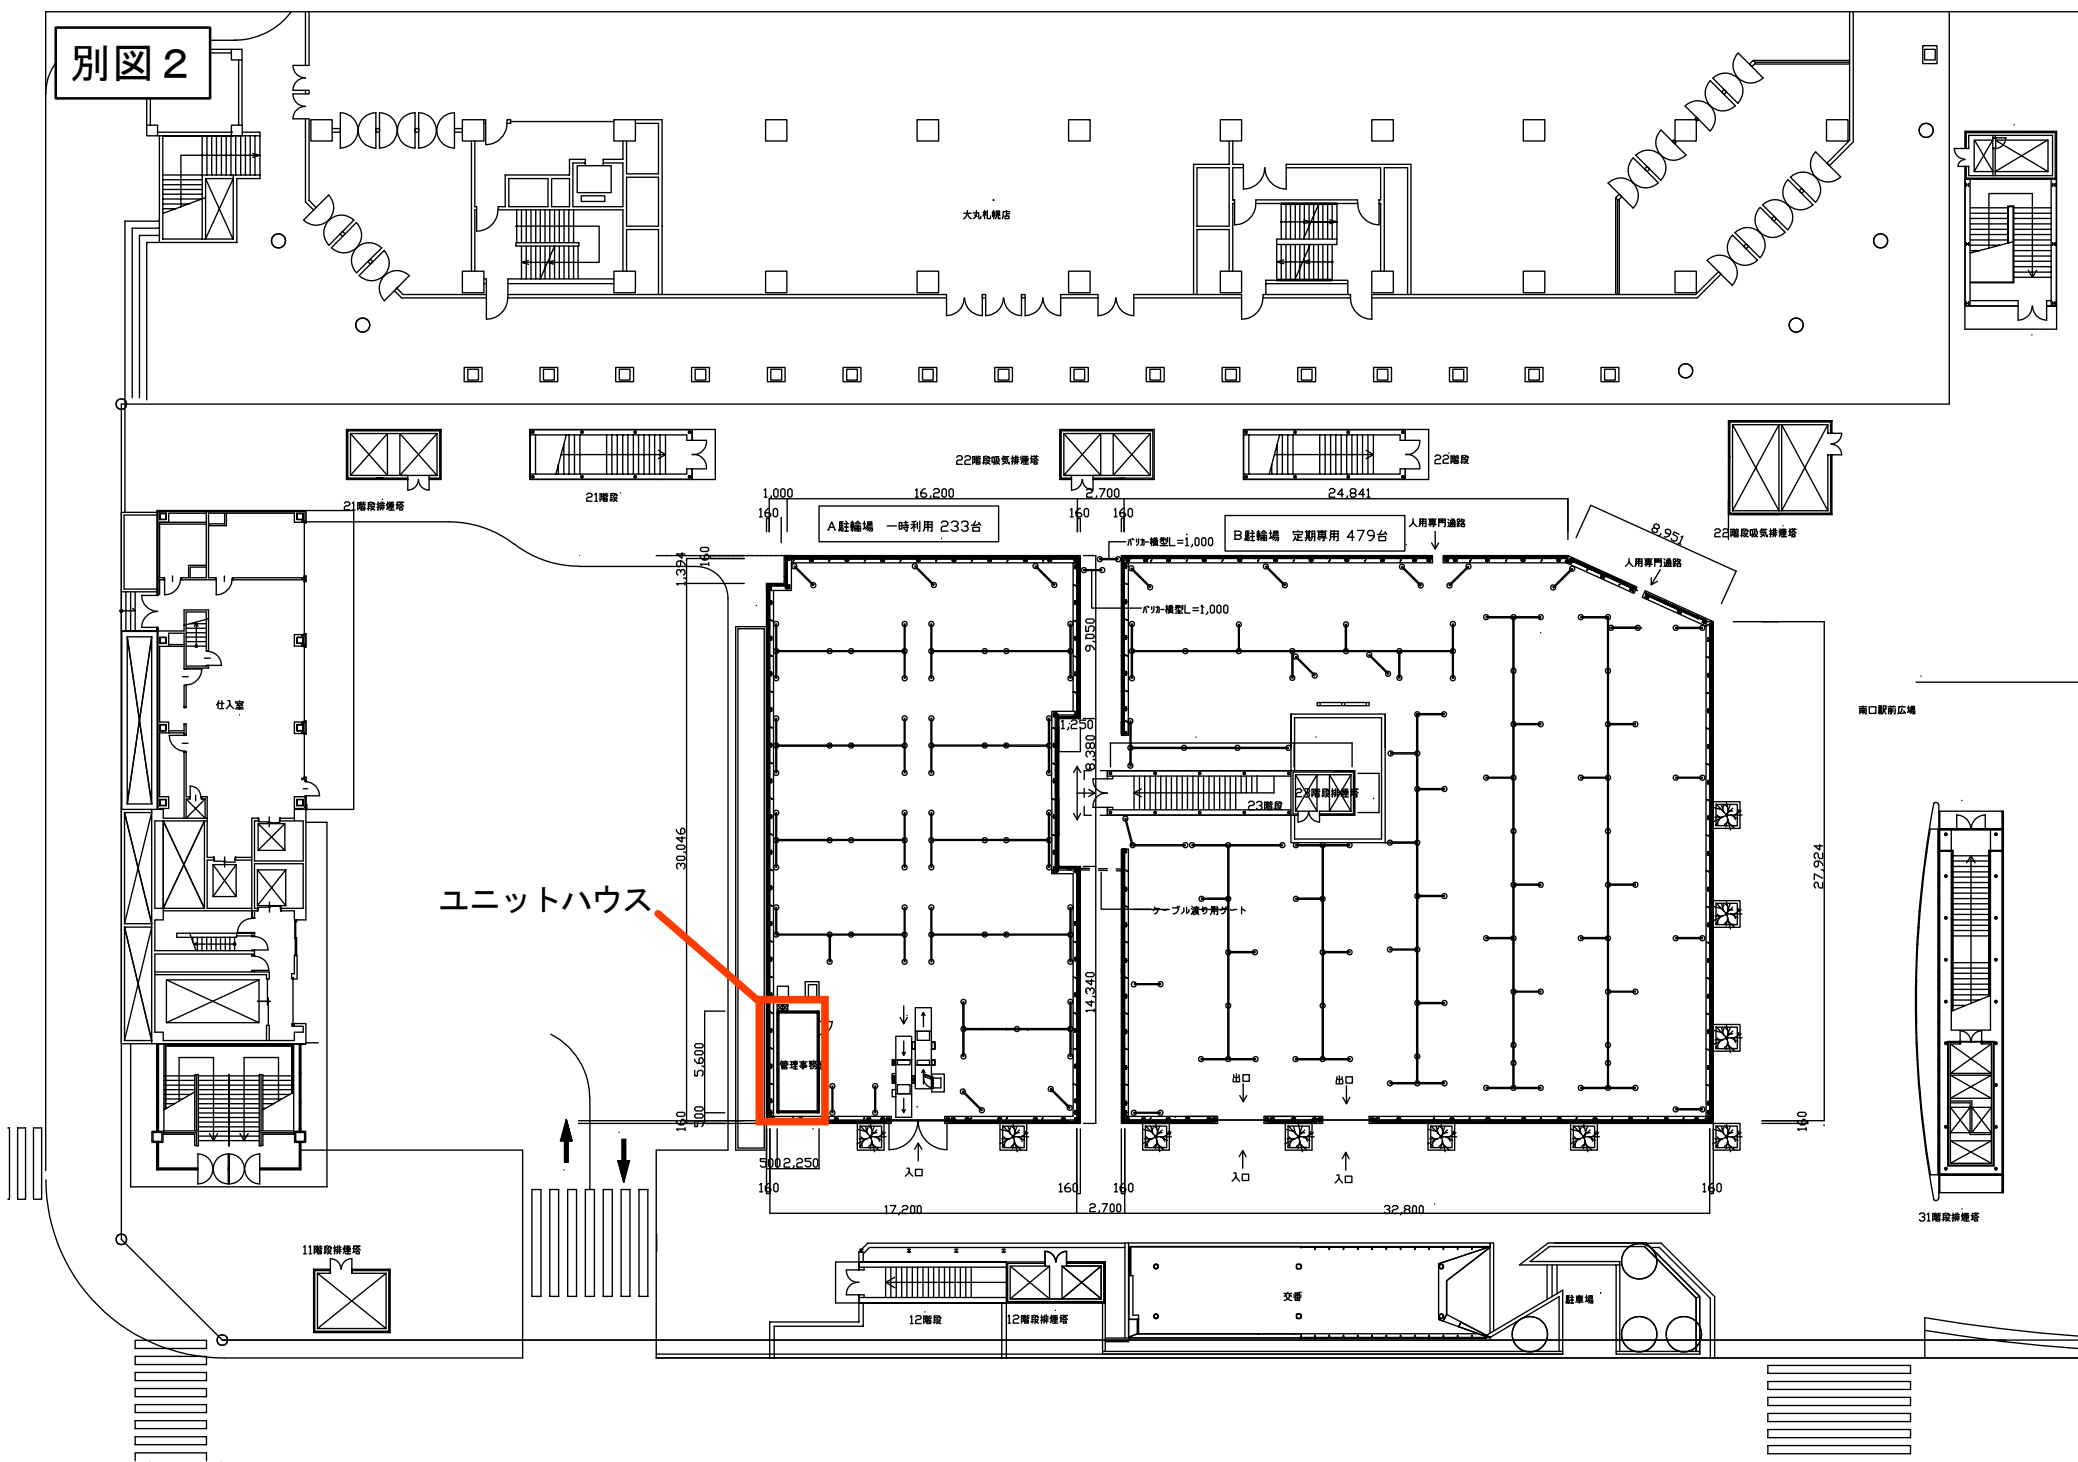 別図２
大丸札幌店
22階段吸気排煙塔
22階段
21階段
21階段排煙塔
22階段吸気排煙塔
1,000
16,200
2,700
24,841
160
160
160
A駐輪場 一時利用 233台
B駐輪場 定期専用 479台
人用専門通路
8,951
バリカー横型L=1,000
人用専門通路
1,394
160
バリカー横型L=1,000
9,050
仕入室
南口駅前広場
1,250
8,380
23階段
23階段排煙塔
30,046
27,924
ユニットハウス
ケーブル渡り用ゲート
14,340
5,600
管理事務
出口
出口
500
160
160
500
2,250
入口
入口
入口
160
160
160
160
17,200
2,700
32,800
31階段排煙塔
11階段排煙塔
交番
駐車場
12階段
12階段排煙塔